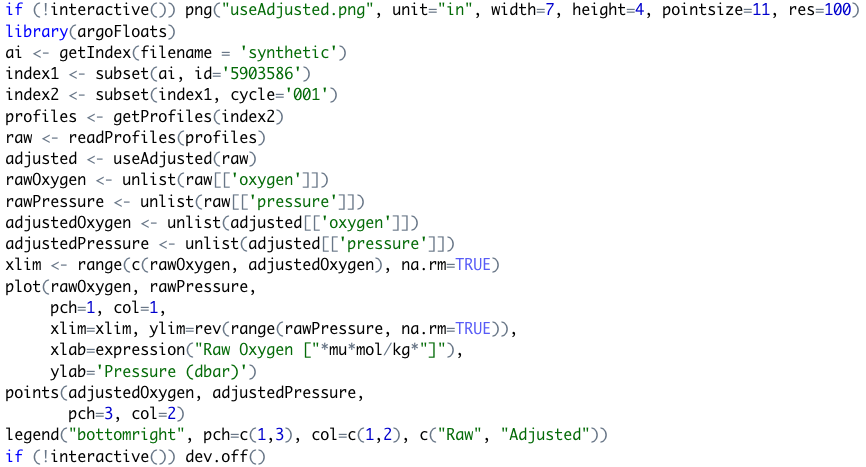 if (!interactive()) png("useAdjusted.png", unit="in", width=7, height=4, pointsize=11, res=100)
library(argoFloats)
ai <- getIndex(filename = 'synthetic')
index1 <- subset(ai, id='5903586')
index2 <- subset(index1, cycle='001')
profiles <- getProfiles(index2)
raw <- readProfiles(profiles)
adjusted <- useAdjusted(raw)
rawOxygen <- unlist(raw[['oxygen']])
rawPressure <- unlist(raw[['pressure']])
adjustedOxygen <- unlist(adjusted[['oxygen']])
adjustedPressure <- unlist(adjusted[['pressure']])
xlim <- range(c(rawOxygen, adjustedOxygen), na.rm=TRUE)
plot(rawOxygen, rawPressure,
     pch=1, col=1,
     xlim=xlim, ylim=rev(range(rawPressure, na.rm=TRUE)),
     xlab=expression("Raw Oxygen ["*mu*mol/kg*"]"),
     ylab='Pressure (dbar)')
points(adjustedOxygen, adjustedPressure,
       pch=3, col=2)
legend("bottomright", pch=c(1,3), col=c(1,2), c("Raw", "Adjusted"))
if (!interactive()) dev.off()